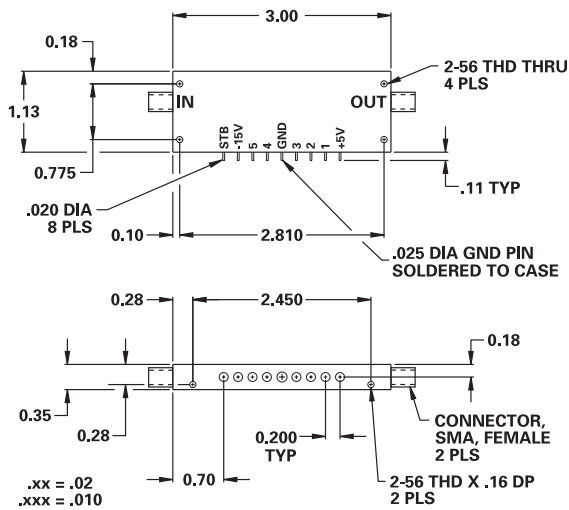 3.00
0.18
2-56 THD THRU
4 PLS
IN
OUT
1.13
STB
-15V
5
4
GND
3
2
1
+5V
0.775
.11 TYP
.020 DIA
8 PLS
0.10
2.810
.025 DIA GND PIN
SOLDERED TO CASE
0.28
2.450
0.18
0.35
0.28
0.200
TYP
CONNECTOR,
SMA, FEMALE
2 PLS
0.70
2-56 THD X .16 DP
2 PLS
.xx = .02
.xxx = .010